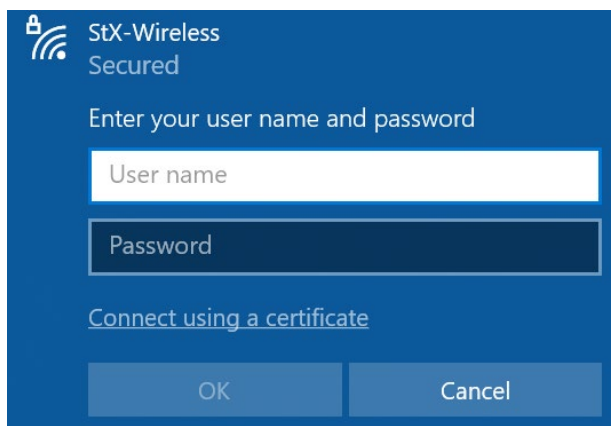 StX-Wireless
Secured
Enter your user name and password
User name
Password
Connect using a certificate
OK
Cancel